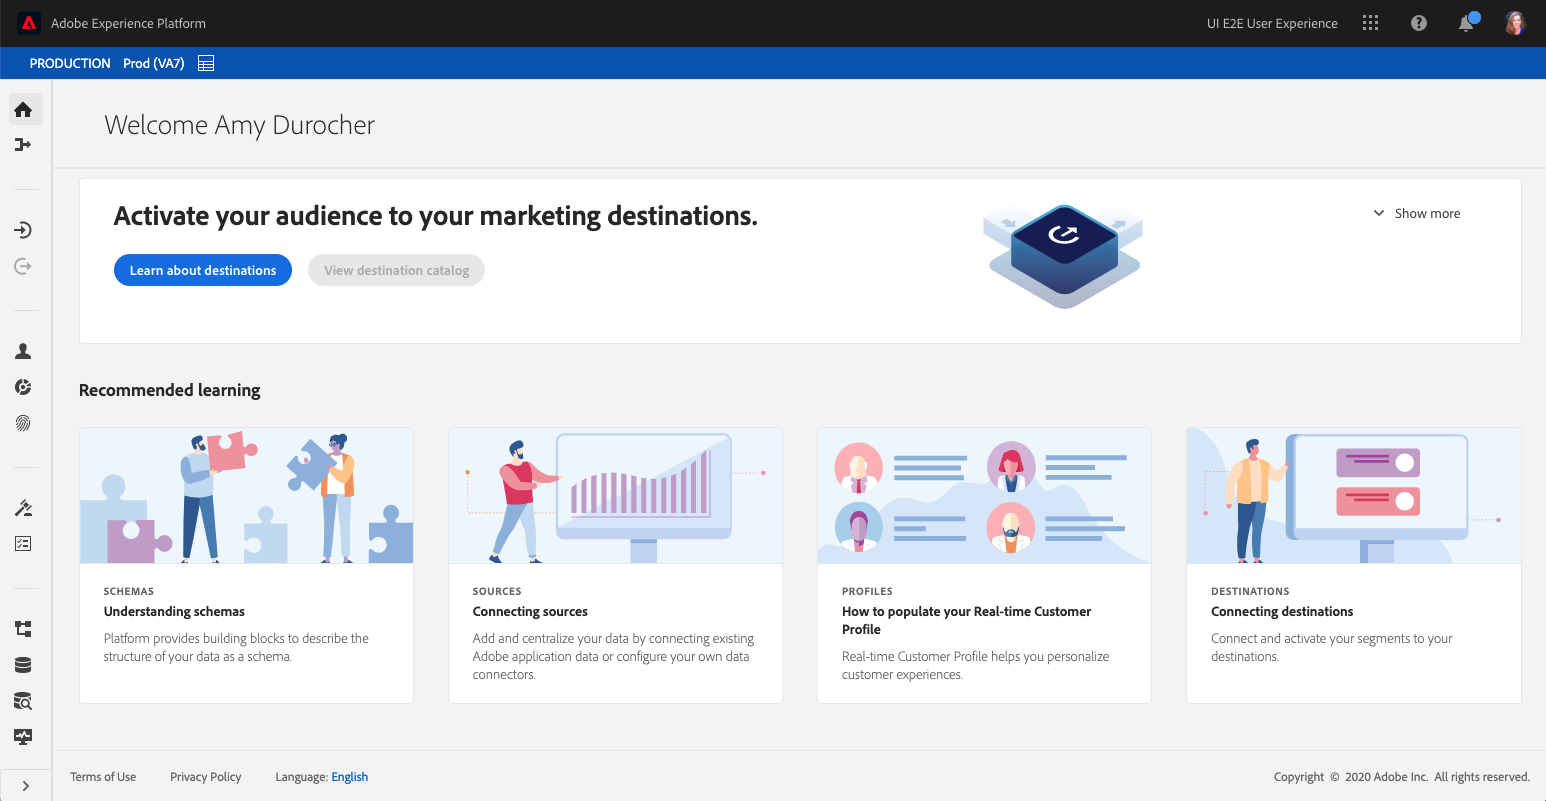 Adobe Experience Platform
UI E2E User Experience
PRODUCTION Prod (VA7)
Welcome Amy Durocher
Activate your audience to your marketing destinations.
Show more
Learn about destinations
View destination catalog
Recommended learning
SCHEMAS
Understanding schemas
Platform provides building blocks to describe the
structure of your data as a schema.
SOURCES
Connecting sources
Add and centralize your data by connecting existing
Adobe application data or configure your own data
connectors.
PROFILES
How to populate your Real-time Customer
Profile
Real-time Customer Profile helps you personalize
customer experiences.
DESTINATIONS
Connecting destinations
Connect and activate your segments to your
destinations.
Terms of Use
Privacy Policy
Language: English
Copyright © 2020 Adobe Inc. All rights reserved.